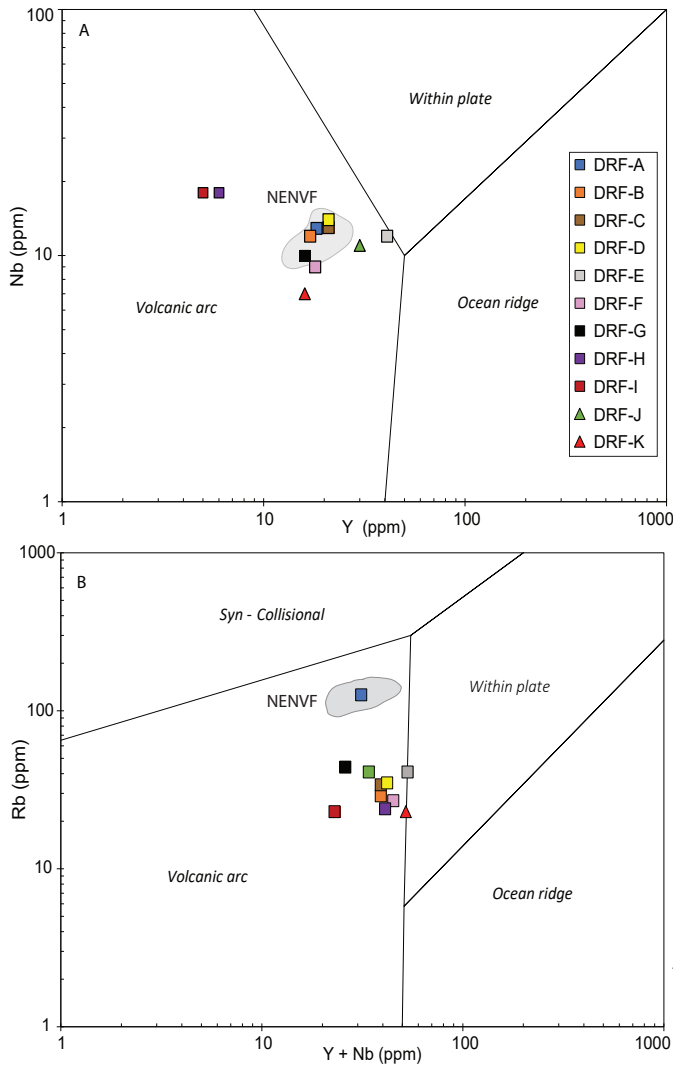 100
A
Within plate
DRF-A
NENVF
DRF-B
DRF-C
DRF-D
Nb (ppm)
10
DRF-E
Volcanic arc
Ocean ridge
DRF-F
DRF-G
DRF-H
DRF-I
DRF-J
DRF-K
1
1
10
100
1000
Y (ppm)
1000
B
Syn - Collisional
NENVF
Within plate
100
Rb (ppm)
10
Volcanic arc
Ocean ridge
1
1
10
100
1000
Y + Nb (ppm)